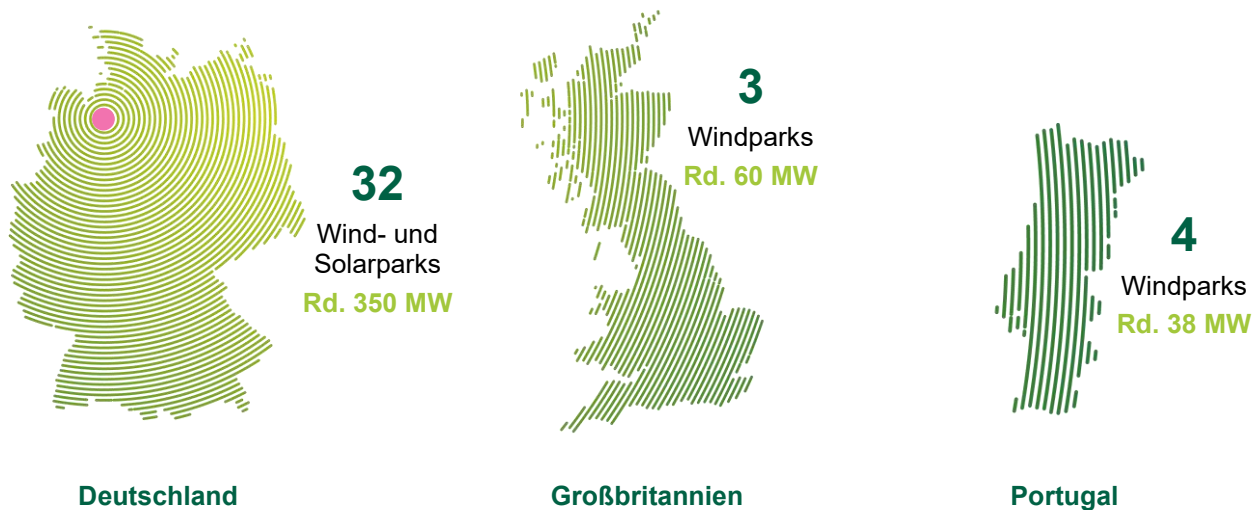 32
Wind- und
Solarparks
Rd. 350 MW
Deutschland
3
Windparks
Rd. 60 MW
Großbritannien
4
Windparks
Rd. 38 MW
Portugal